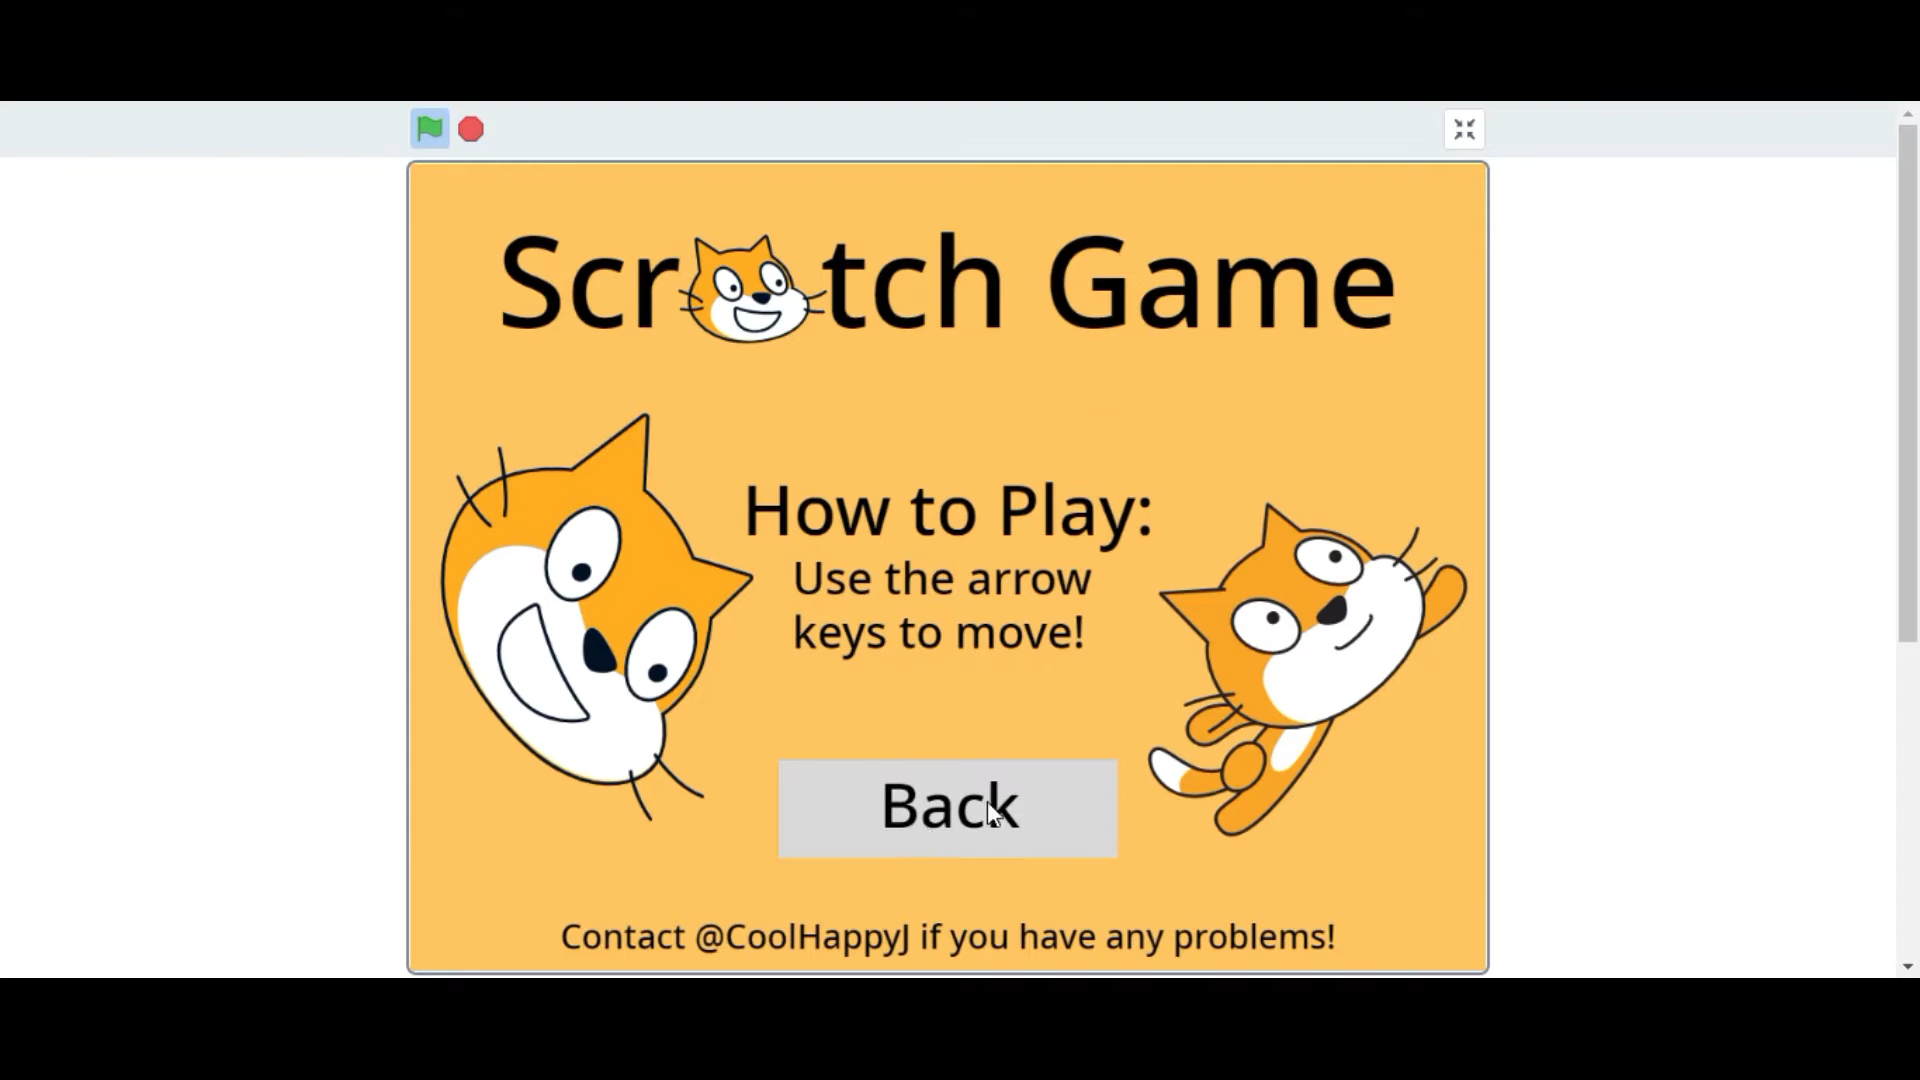 Scr tch Game
How to Play:
Use the arrow
keys to move!
Back
Contact @CoolHappyJ if you have any problems!